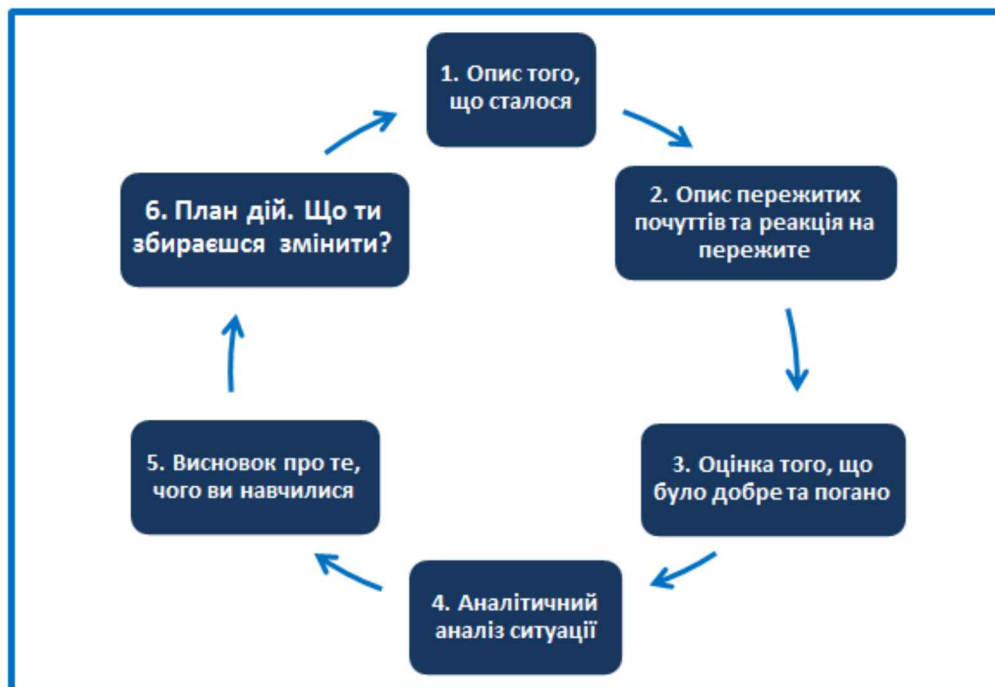 1. Опис того,
що сталося
2. Опис пережитих
почуттів та реакція на
пережите
3. Оцінка того, що
було добре та погано
4. Аналітичний
аналіз ситуації
5. Висновок про те,
чого ви навчилися
6. План дій. Що ти
збираєшся змінити?